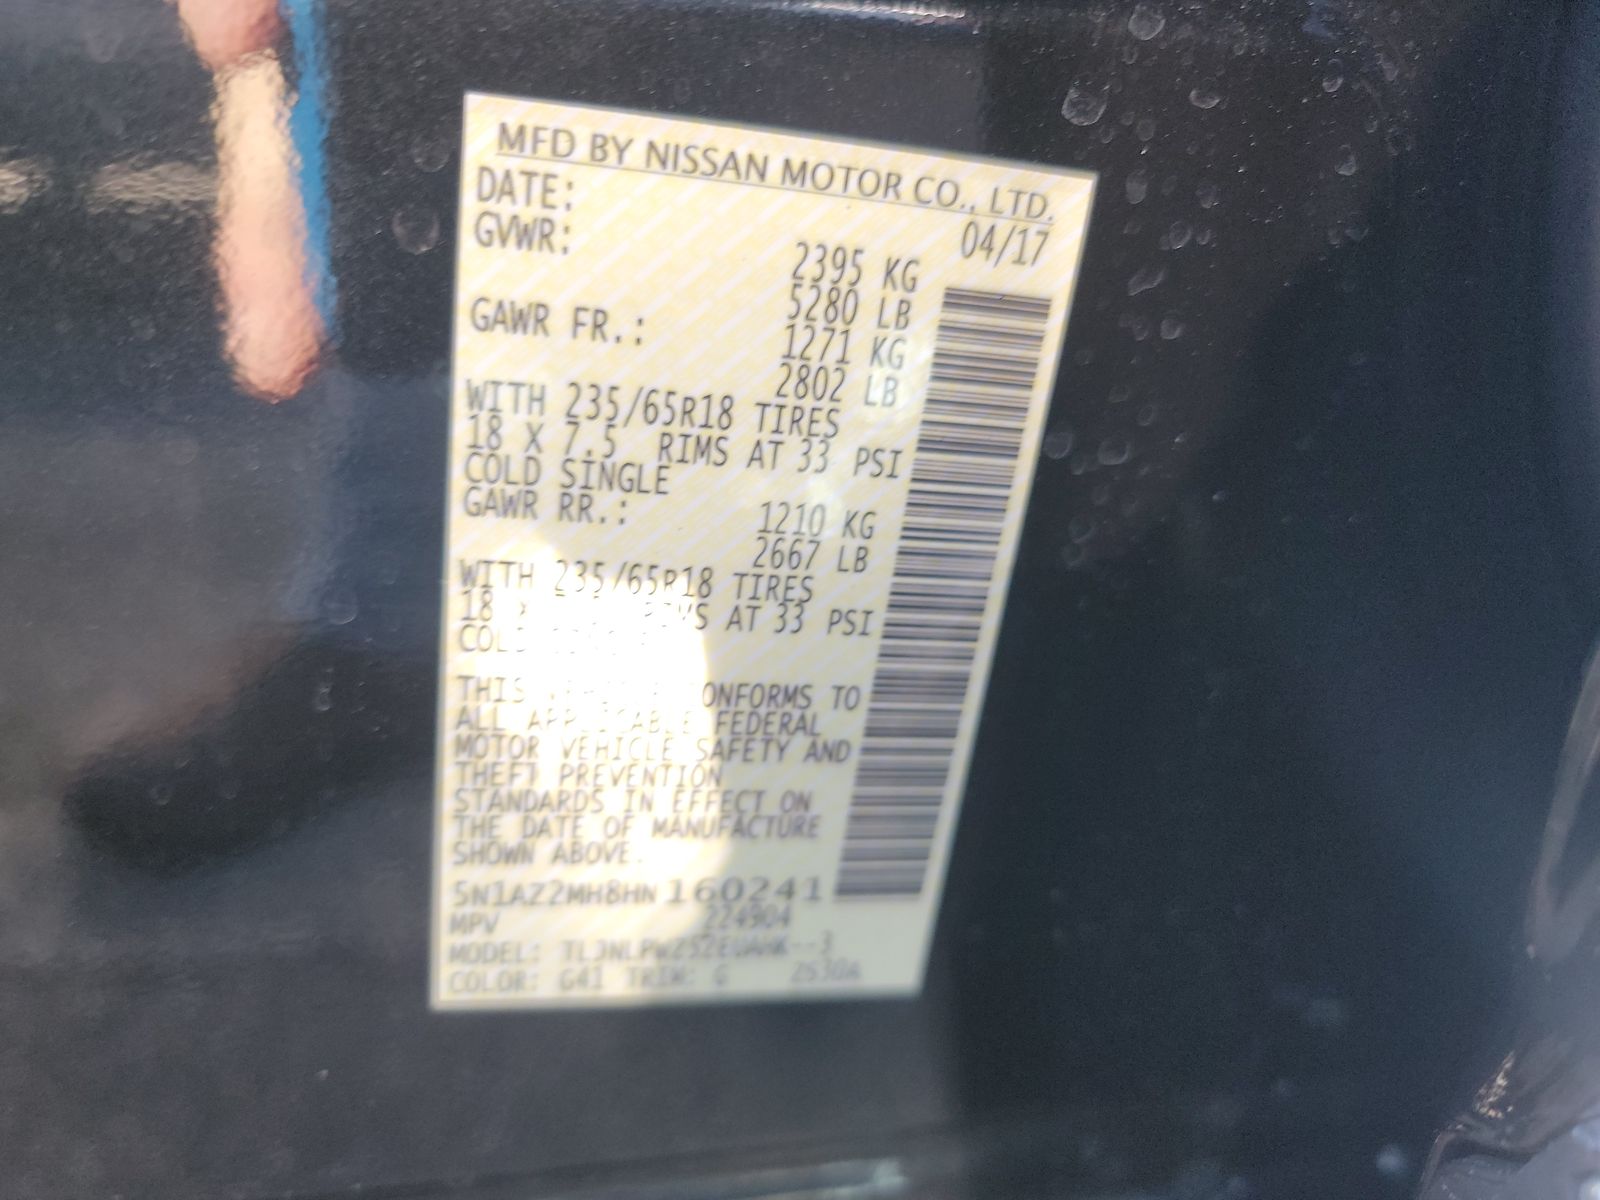 MFD BY NISSAN MOTOR CO., LTD.
DATE: 04/17
GVWR: 2395 KG
5280 LB
GAWR FR.: 1271 KG
2802 LB
WITH 235/65R18 TIRES
18 X 7.5 RIMS AT 33 PSI
COLD SINGLE
GAWR RR.: 1210 KG
2667 LB
WITH 235/65R18 TIRES
18 X AT 33 PSI
COLD
THIS CONFORMS TO
ALL APPLICABLE FEDERAL
MOTOR VEHICLE SAFETY AND
THEFT PREVENTION
STANDARDS IN EFFECT ON
THE DATE OF MANUFACTURE
SHOWN ABOVE.
5N1AZ2MH8HN160241
MPV 224904
MODEL:
COLOR: G41 TRIM: G